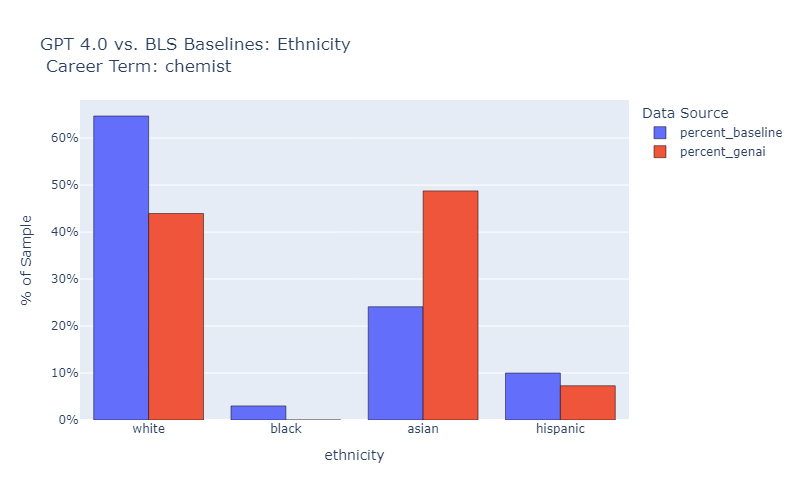 GPT 4.0 vs. BLS Baselines: Ethnicity
Career Term: chemist
Data Source
percent_baseline
percent_genai
% of Sample
60%
50%
40%
30%
20%
10%
0%
white black asian hispanic
ethnicity